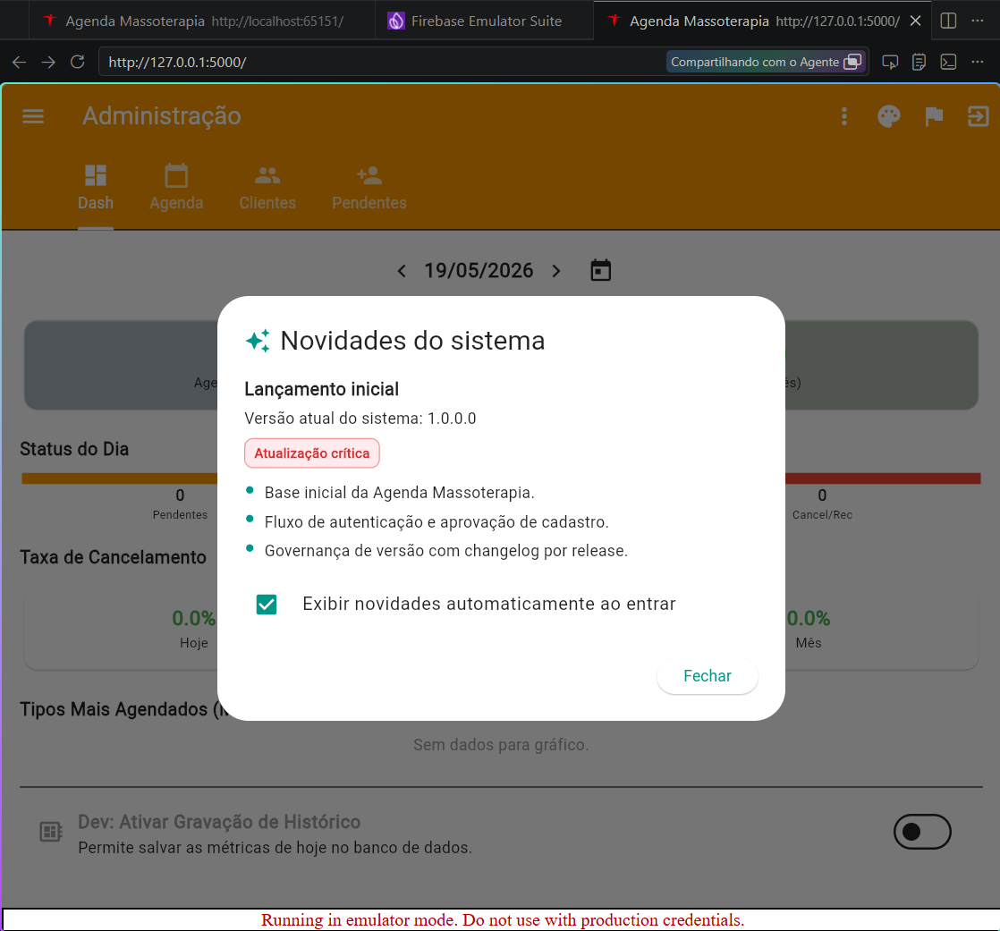 Agenda Massoterapia http://localhost:65151/
Firebase Emulator Suite
Agenda Massoterapia http://127.0.0.1:5000/
http://127.0.0.1:5000/
Compartilhando com o Agente
Administração
Dash
Agenda
Clientes
Pendentes
19/05/2026
Novidades do sistema
Lançamento inicial
Versão atual do sistema: 1.0.0.0
Atualização crítica
Base inicial da Agenda Massoterapia.
Fluxo de autenticação e aprovação de cadastro.
Governança de versão com changelog por release.
Exibir novidades automaticamente ao entrar
Fechar
Age
ês)
Status do Dia
0
Pendentes
0
Cancel/Rec
Taxa de Cancelamento
0.0%
Hoje
0.0%
Mês
Tipos Mais Agendados (
Sem dados para gráfico.
Dev: Ativar Gravação de Histórico
Permite salvar as métricas de hoje no banco de dados.
Running in emulator mode. Do not use with production credentials.